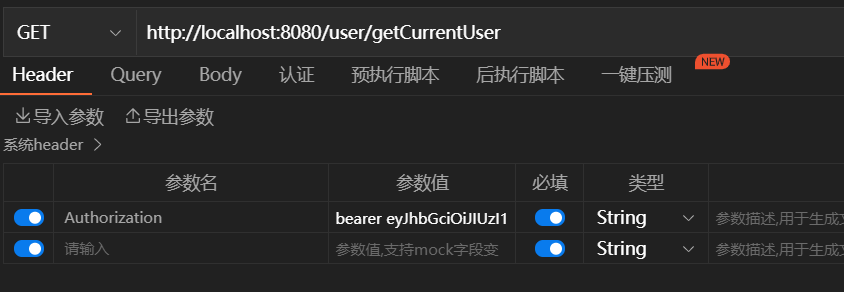 GET http://localhost:8080/user/getCurrentUser
Header Query Body 认证 预执行脚本 后执行脚本 一键压测 NEW
导入参数 导出参数
系统header >
参数名 参数值 必填 类型
Authorization bearer eyJhbGciOiJIUzI1 String 参数描述,用于生成文
请输入 参数值,支持mock字段变 String 参数描述,用于生成文